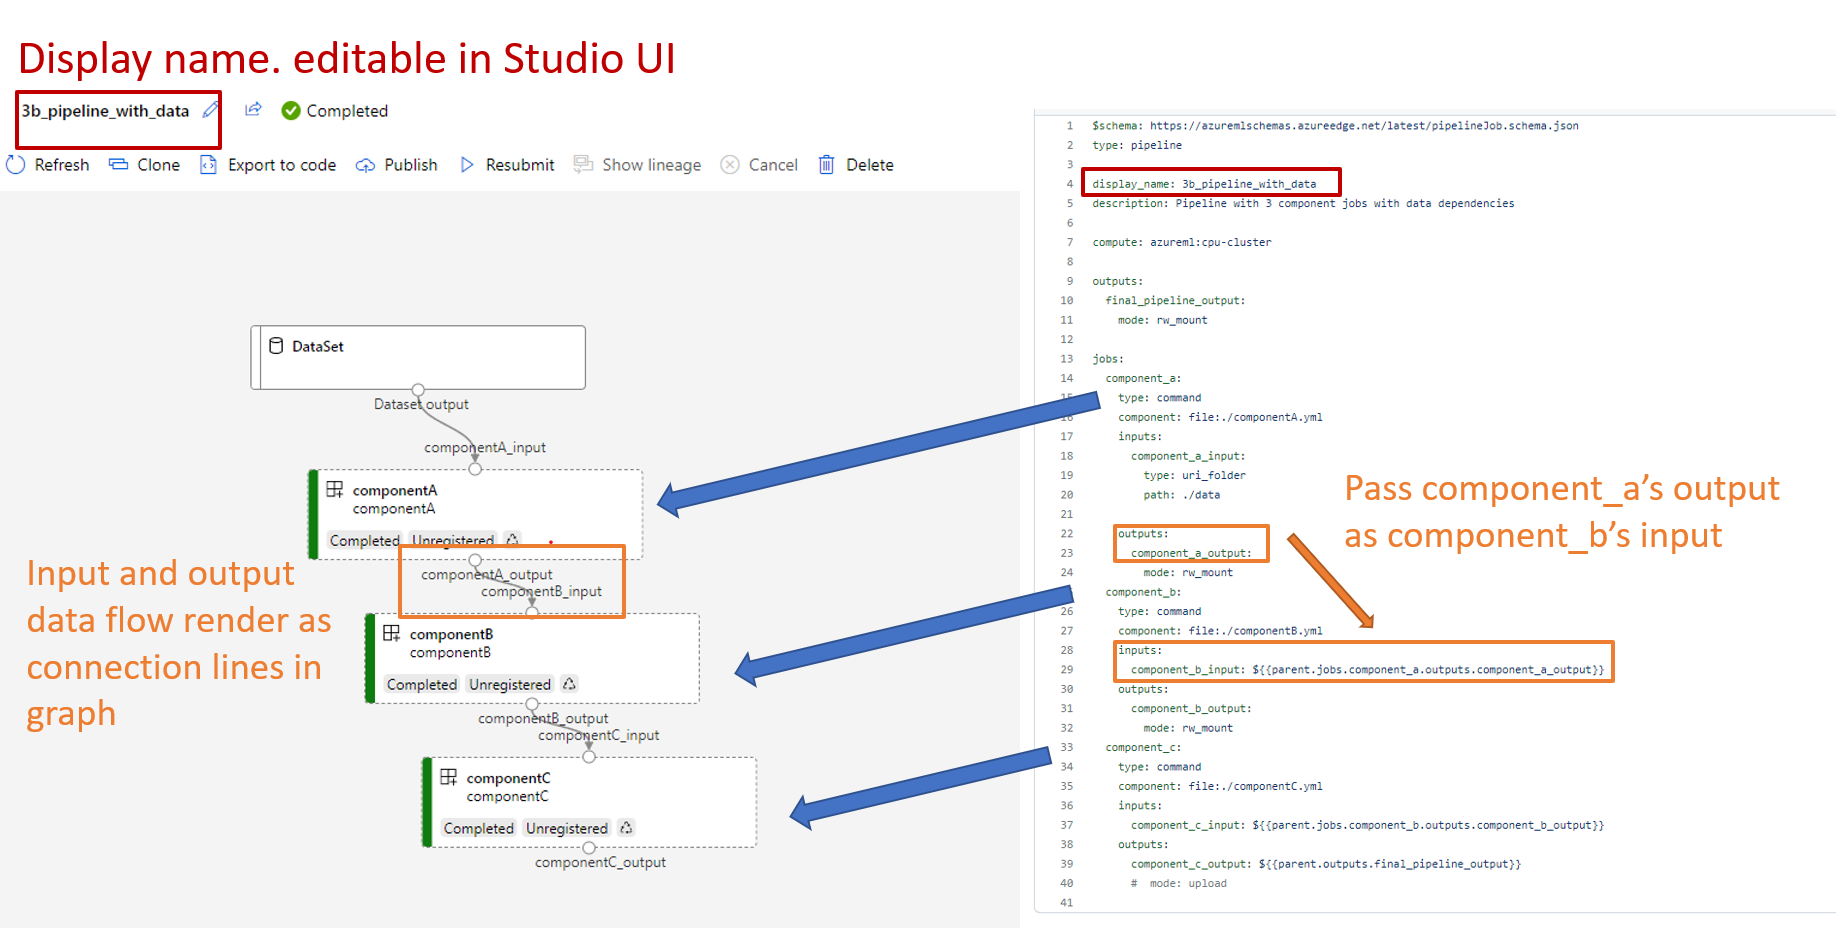 Display name. editable in Studio UI
3b_pipeline_with_data
Completed
Refresh Clone Export to code Publish Resubmit Show lineage Cancel Delete
DataSet
Dataset output
componentA_input
componentA
componentA
Completed Unregistered
componentA_output
componentB_input
componentB
componentB
Completed Unregistered
componentB_output
componentC_input
componentC
componentC
Completed Unregistered
componentC_output
Input and output
data flow render as
connection lines in
graph
1 $schema: https://azuremlschemas.azureedge.net/latest/pipelineJob.schema.json
2 type: pipeline
3
4 display_name: 3b_pipeline_with_data
5 description: Pipeline with 3 component jobs with data dependencies
6
7 compute: azureml:cpu-cluster
8
9 outputs:
10 final_pipeline_output:
11 mode: rw_mount
12
13 jobs:
14 component_a:
15 type: command
16 component: file:./componentA.yml
17 inputs:
18 component_a_input:
19 type: uri_folder
20 path: ./data
21
22 outputs:
23 component_a_output:
24 mode: rw_mount
component_b:
26 type: command
27 component: file:./componentB.yml
28 inputs:
29 component_b_input: ${{parent.jobs.component_a.outputs.component_a_output}}
30 outputs:
31 component_b_output:
32 mode: rw_mount
33 component_c:
34 type: command
35 component: file:./componentC.yml
36 inputs:
37 component_c_input: ${{parent.jobs.component_b.outputs.component_b_output}}
38 outputs:
39 component_c_output: ${{parent.outputs.final_pipeline_output}}
40 # mode: upload
41
Pass component_a’s output
as component_b’s input